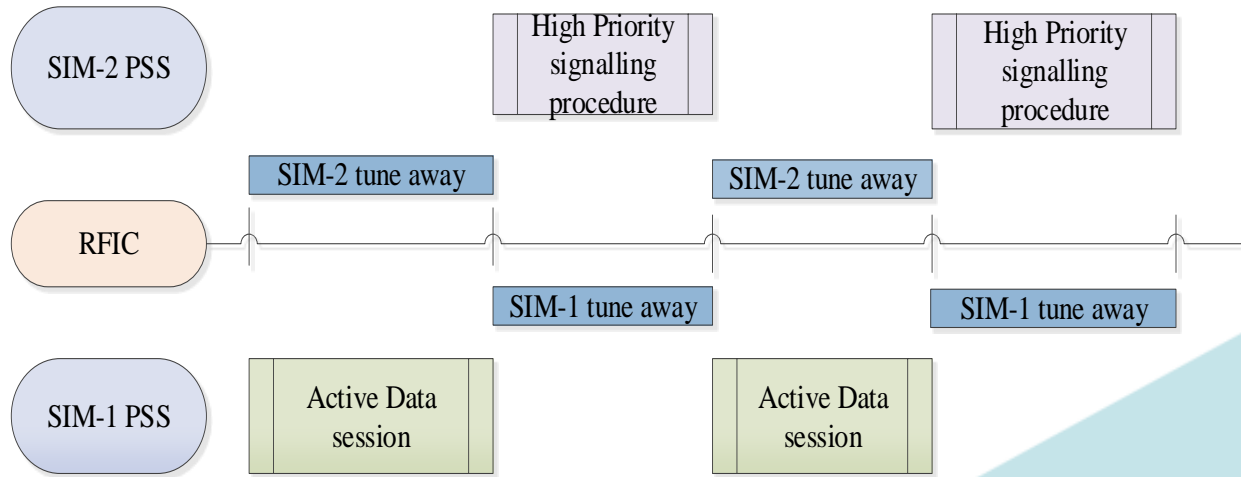 SIM-2 PSS
High Priority
signalling
procedure
High Priority
signalling
procedure
SIM-2 tune away
SIM-2 tune away
RFIC
SIM-1 tune away
SIM-1 tune away
SIM-1 PSS
Active Data
session
Active Data
session